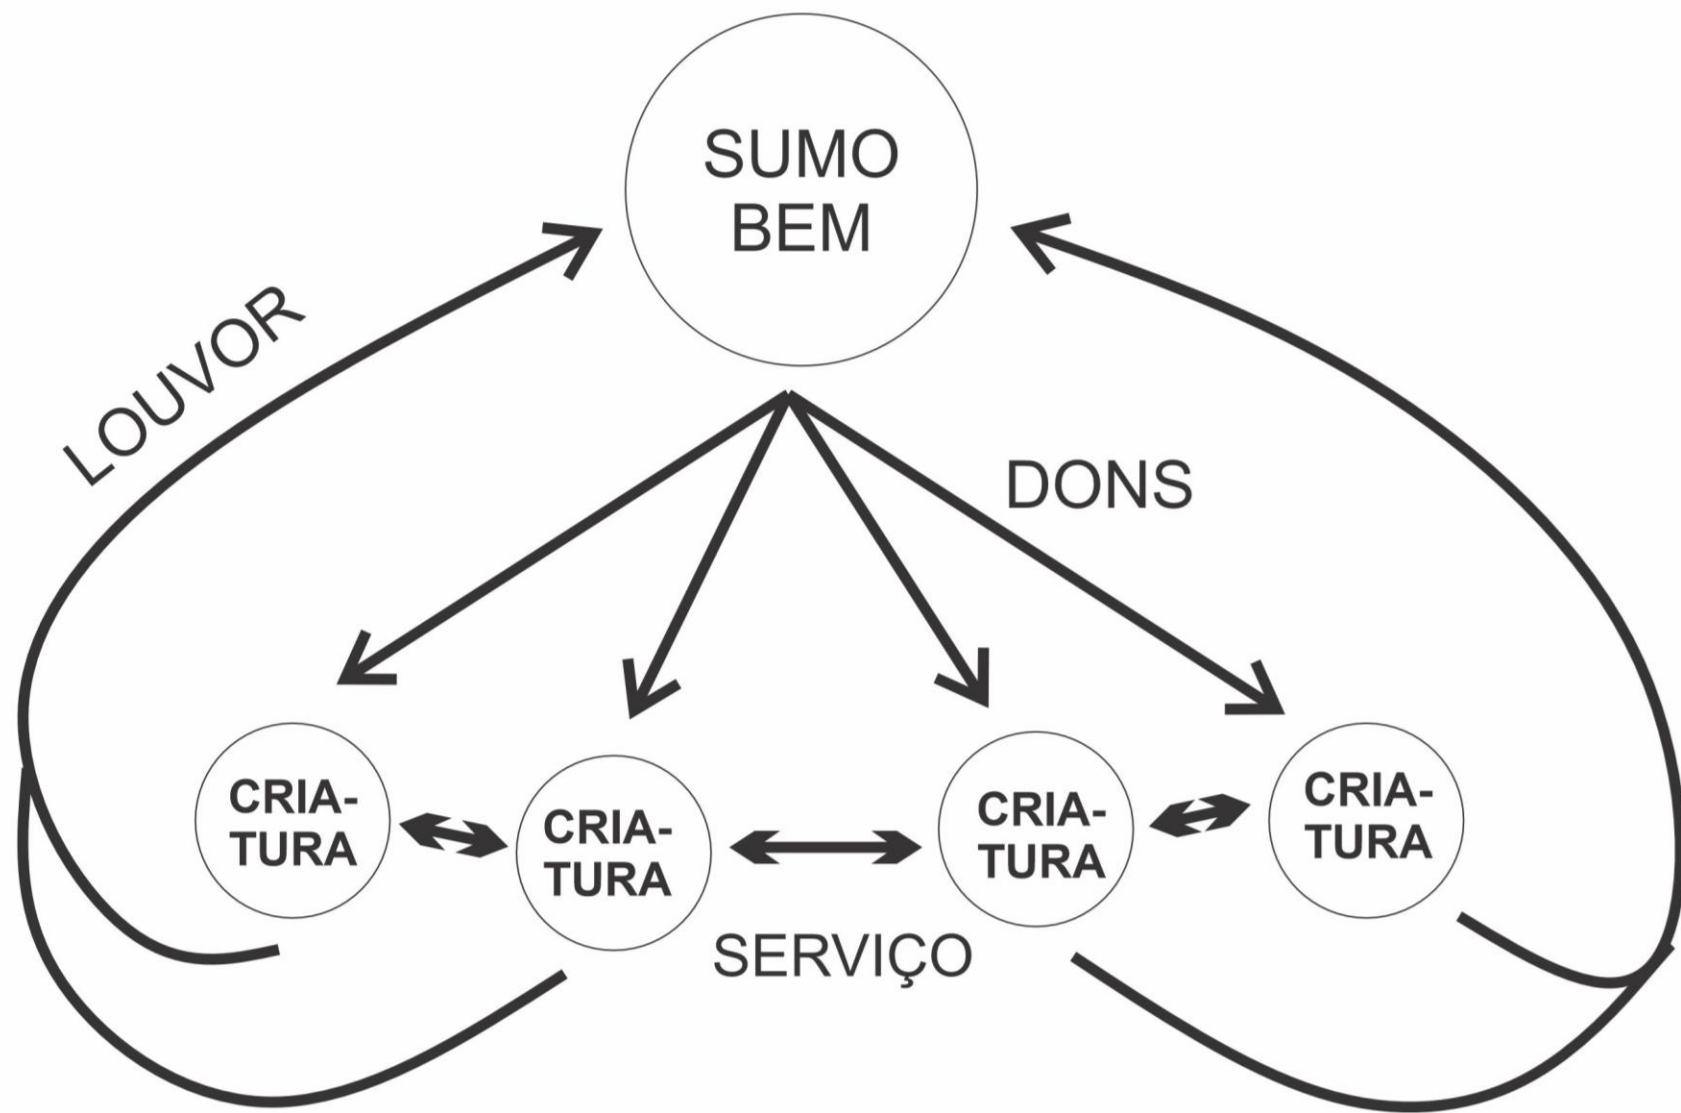 SUMO
BEM
LOUVOR
DONS
CRIA-
TURA
CRIA-
TURA
CRIA-
TURA
CRIA-
TURA
SERVIÇO